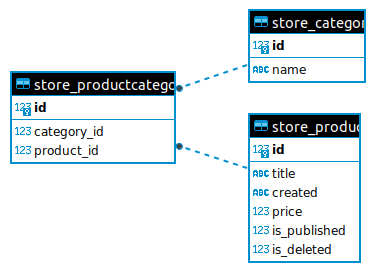 store_productcateg
123 id
123 category_id
123 product_id
store_categor
123 id
ABC name
store_produc
123 id
ABC title
ABC created
123 price
123 is_published
123 is_deleted